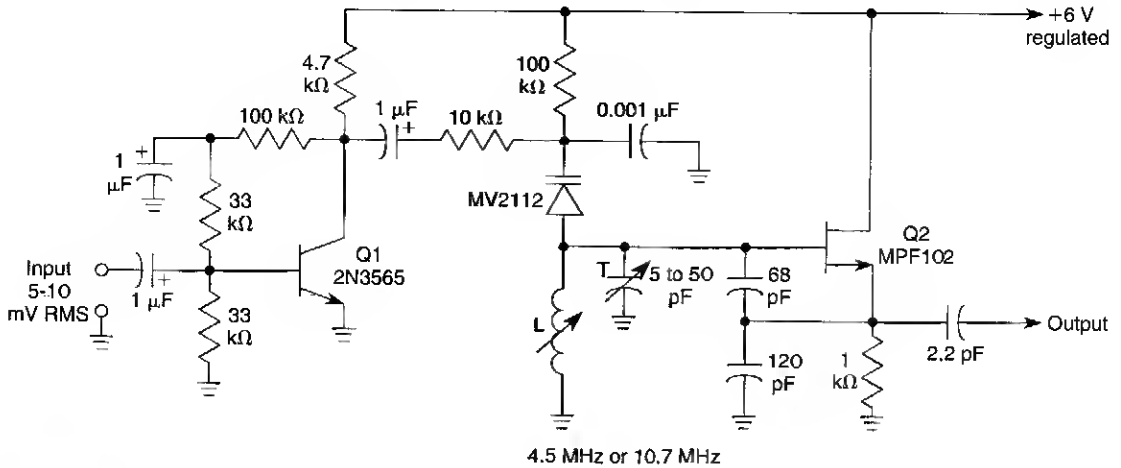 +6 V
regulated
4.7
kΩ
100
kΩ
100 kΩ
1 μF
+
10 kΩ
0.001 μF
+
1
μF
33
kΩ
MV2112
Q1
2N3565
Q2
MPF102
Input
5-10
mV RMS
+
1 μF
T
5 to 50
pF
68
pF
33
kΩ
L
120
pF
1
kΩ
2.2 pF
Output
4.5 MHz or 10.7 MHz